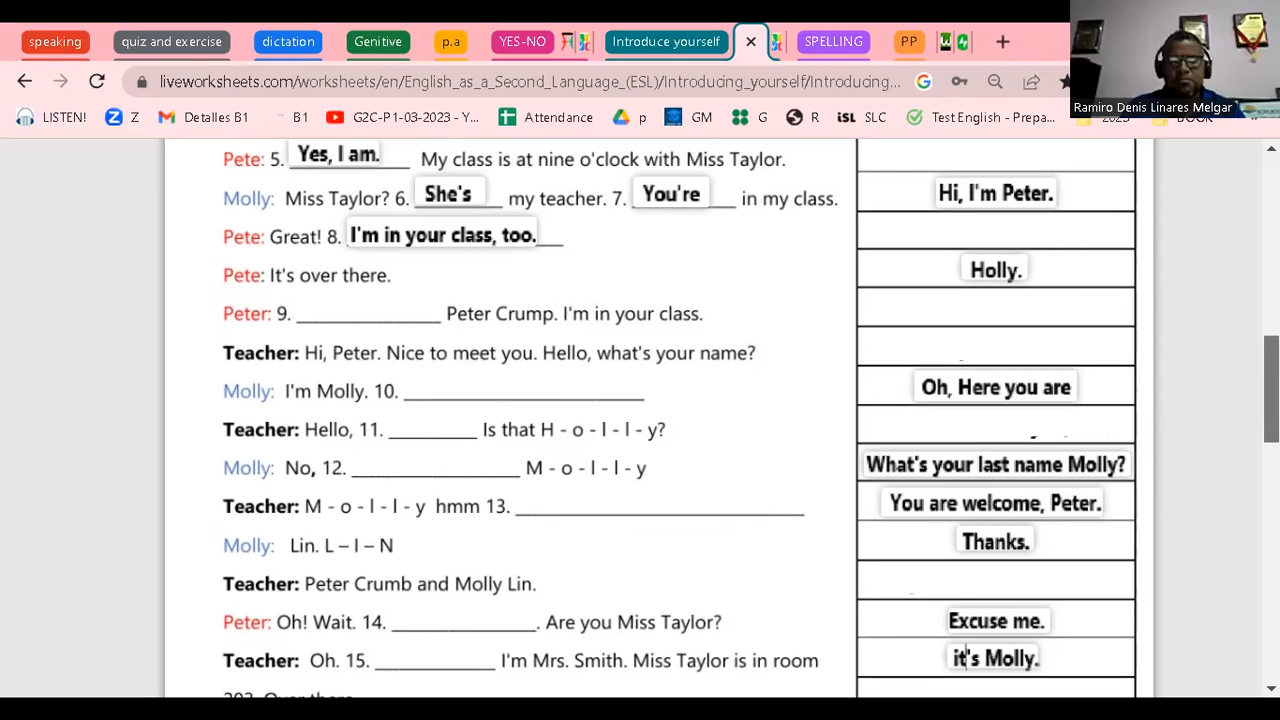 speaking quiz and exercise dictation Genitive p.a YES-NO Introduce yourself SPELLING PP
liveworksheets.com/worksheets/en/English_as_a_Second_Language_(ESL)/Introducing_yourself/Introducing...
Ramiro Denis Linares Melgar
LISTEN! Z Detalles B1 B1 G2C-P1-03-2023 - Y... Attendance p GM G R SLC Test English - Prepa...
Pete: 5. Yes, I am. My class is at nine o'clock with Miss Taylor.
Molly: Miss Taylor? 6. She's my teacher. 7. You're in my class.
Hi, I'm Peter.
Pete: Great! 8. I'm in your class, too.
Pete: It's over there.
Holly.
Peter: 9. ________________ Peter Crump. I'm in your class.
Teacher: Hi, Peter. Nice to meet you. Hello, what's your name?
Molly: I'm Molly. 10. ___________________________
Oh, Here you are
Teacher: Hello, 11. __________ Is that H - o - l - l - y?
Molly: No, 12. ___________________ M - o - l - l - y
What's your last name Molly?
Teacher: M - o - l - l - y hmm 13. ________________________________
You are welcome, Peter.
Molly: Lin. L – I – N
Thanks.
Teacher: Peter Crumb and Molly Lin.
Peter: Oh! Wait. 14. ________________. Are you Miss Taylor?
Excuse me.
Teacher: Oh. 15. _____________ I'm Mrs. Smith. Miss Taylor is in room
it's Molly.